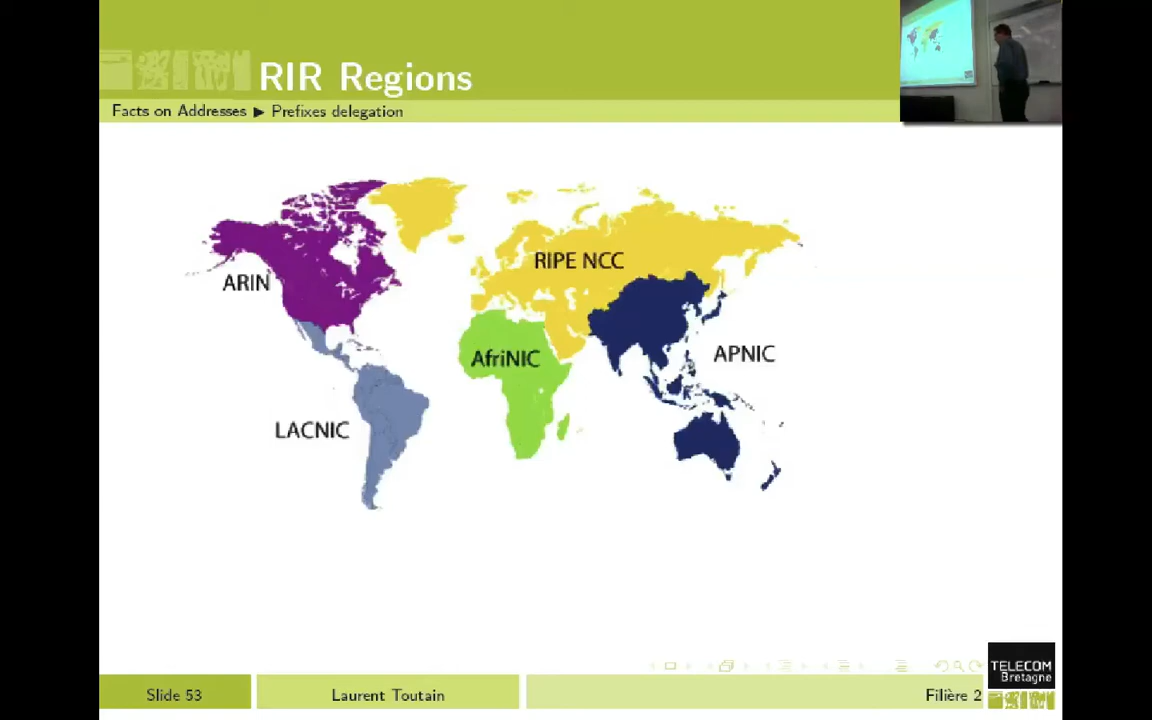 RIR Regions
Facts on Addresses ▶ Prefixes delegation
RIPE NCC
ARIN
AfriNIC
APNIC
LACNIC
TELECOM
Bretagne
Slide 53
Laurent Toutain
Filière 2